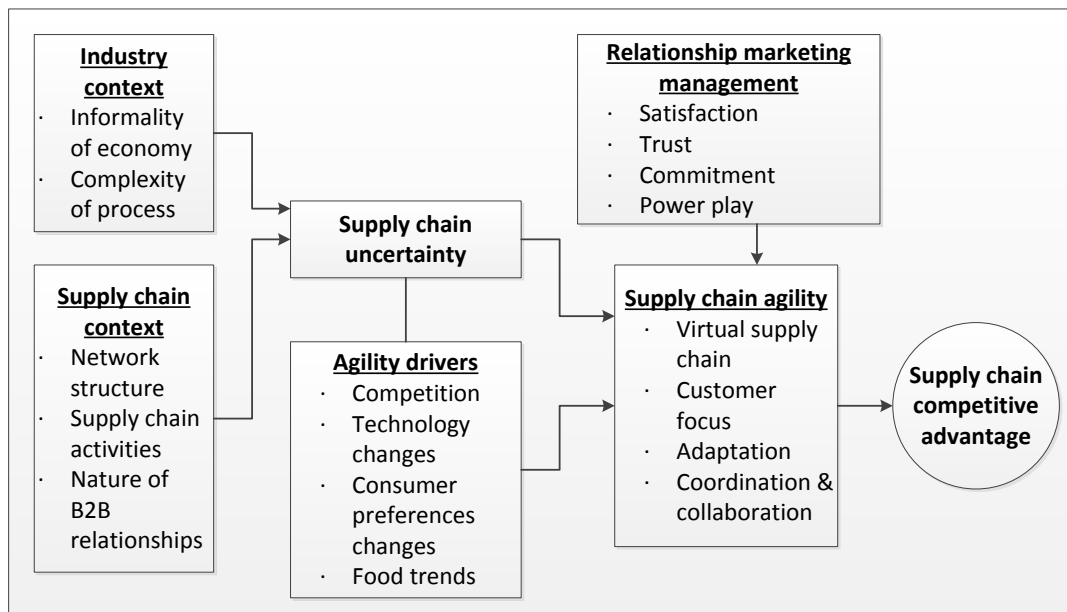 Industry
context
· Informality
of economy
· Complexity
of process
Relationship marketing
management
· Satisfaction
· Trust
· Commitment
· Power play
Supply chain
uncertainty
Supply chain
context
· Network
structure
· Supply chain
activities
· Nature of
B2B
relationships
Agility drivers
· Competition
· Technology
changes
· Consumer
preferences
changes
· Food trends
Supply chain agility
· Virtual supply
chain
· Customer
focus
· Adaptation
· Coordination &
collaboration
Supply chain
competitive
advantage